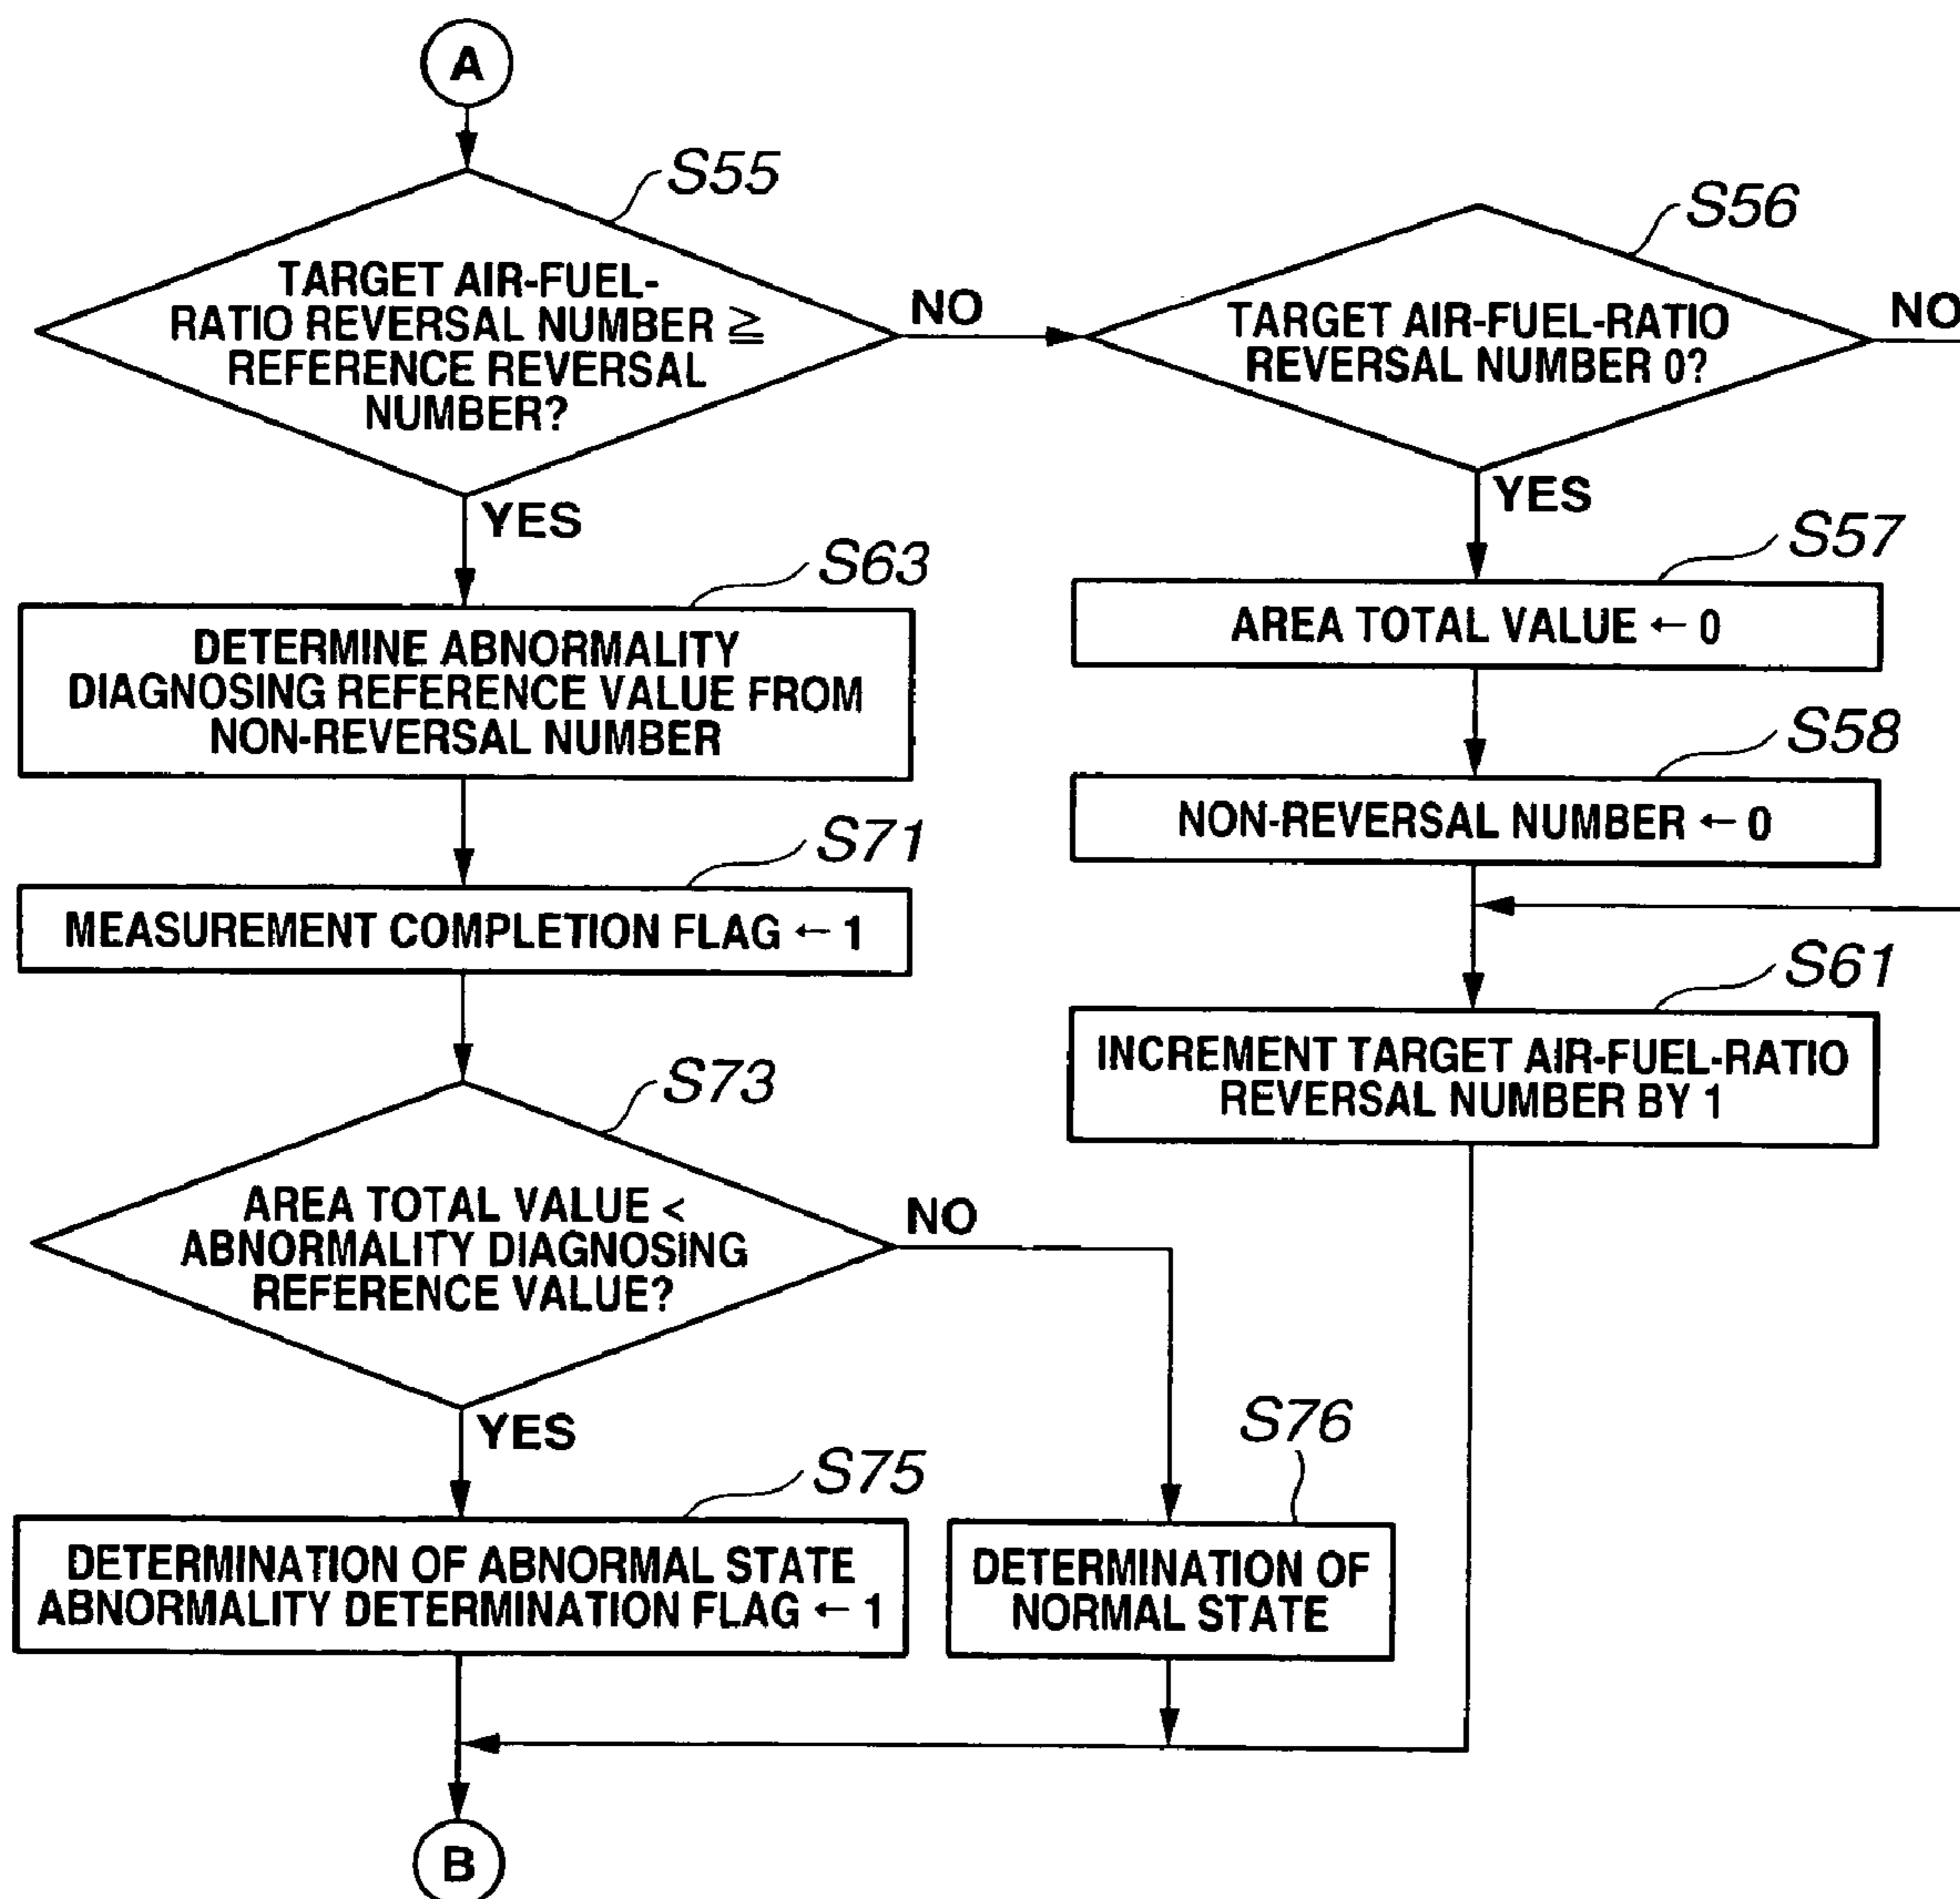 A
S55
TARGET AIR-FUEL-
RATIO REVERSAL NUMBER ≧
REFERENCE REVERSAL
NUMBER?
NO
YES
S56
TARGET AIR-FUEL-RATIO
REVERSAL NUMBER 0?
NO
YES
S57
AREA TOTAL VALUE ← 0
S58
NON-REVERSAL NUMBER ← 0
S61
INCREMENT TARGET AIR-FUEL-RATIO
REVERSAL NUMBER BY 1
S63
DETERMINE ABNORMALITY
DIAGNOSING REFERENCE VALUE FROM
NON-REVERSAL NUMBER
S71
MEASUREMENT COMPLETION FLAG ← 1
S73
AREA TOTAL VALUE <
ABNORMALITY DIAGNOSING
REFERENCE VALUE?
NO
YES
S75
DETERMINATION OF ABNORMAL STATE
ABNORMALITY DETERMINATION FLAG ← 1
S76
DETERMINATION OF
NORMAL STATE
B